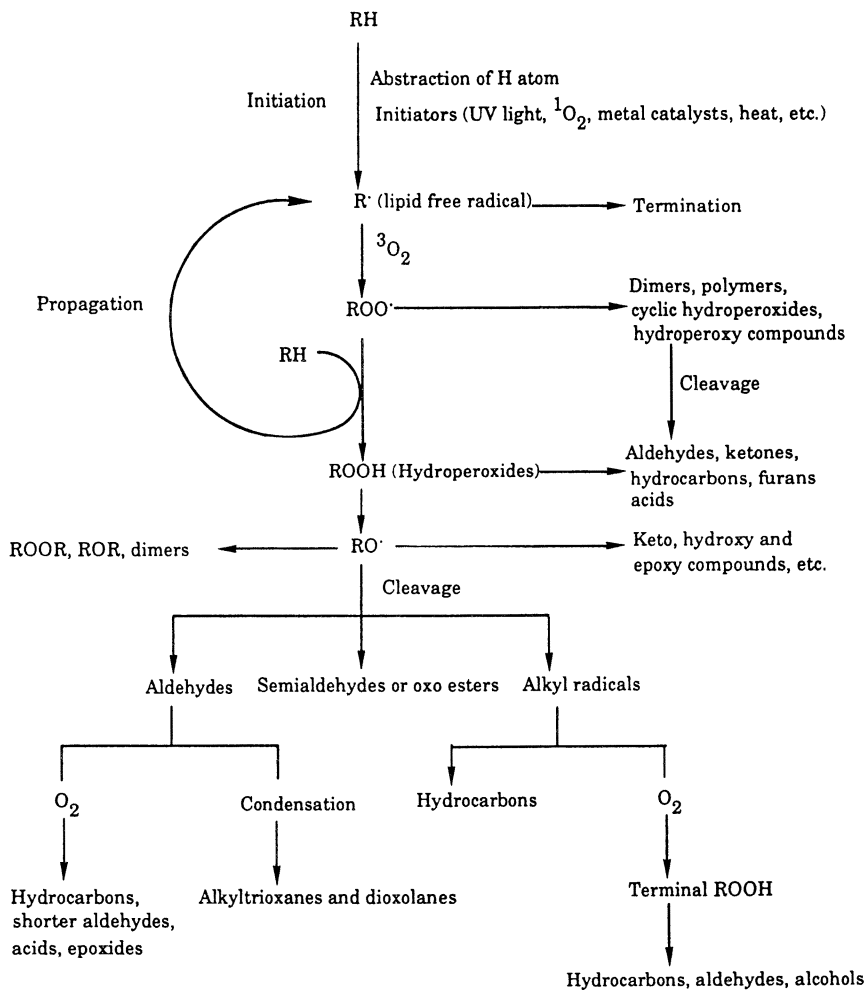 RH
Abstraction of H atom
Initiation
Initiators (UV light, ¹O₂, metal catalysts, heat, etc.)
R· (lipid free radical)
Termination
³O₂
Propagation
ROO·
Dimers, polymers,
cyclic hydroperoxides,
hydroperoxy compounds
RH
Cleavage
ROOH (Hydroperoxides)
Aldehydes, ketones,
hydrocarbons, furans
acids
ROOR, ROR, dimers
RO·
Keto, hydroxy and
epoxy compounds, etc.
Cleavage
Aldehydes
Semialdehydes or oxo esters
Alkyl radicals
O₂
Condensation
Hydrocarbons
O₂
Hydrocarbons,
shorter aldehydes,
acids, epoxides
Alkyltrioxanes and dioxolanes
Terminal ROOH
Hydrocarbons, aldehydes, alcohols